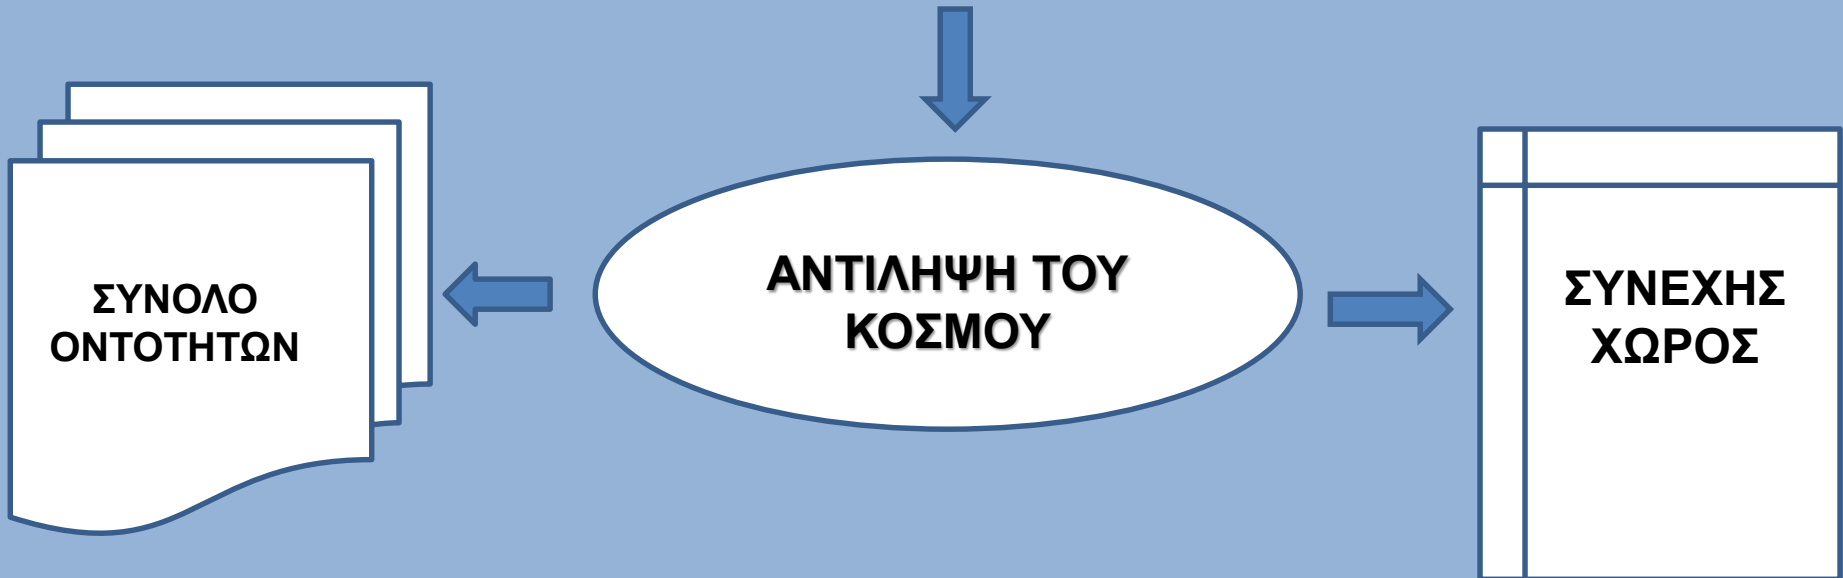 ΣΥΝΟΛΟ
ΟΝΤΟΤΗΤΩΝ
ΑΝΤΙΛΗΨΗ ΤΟΥ
ΚΟΣΜΟΥ
ΣΥΝΕΧΗΣ
ΧΩΡΟΣ